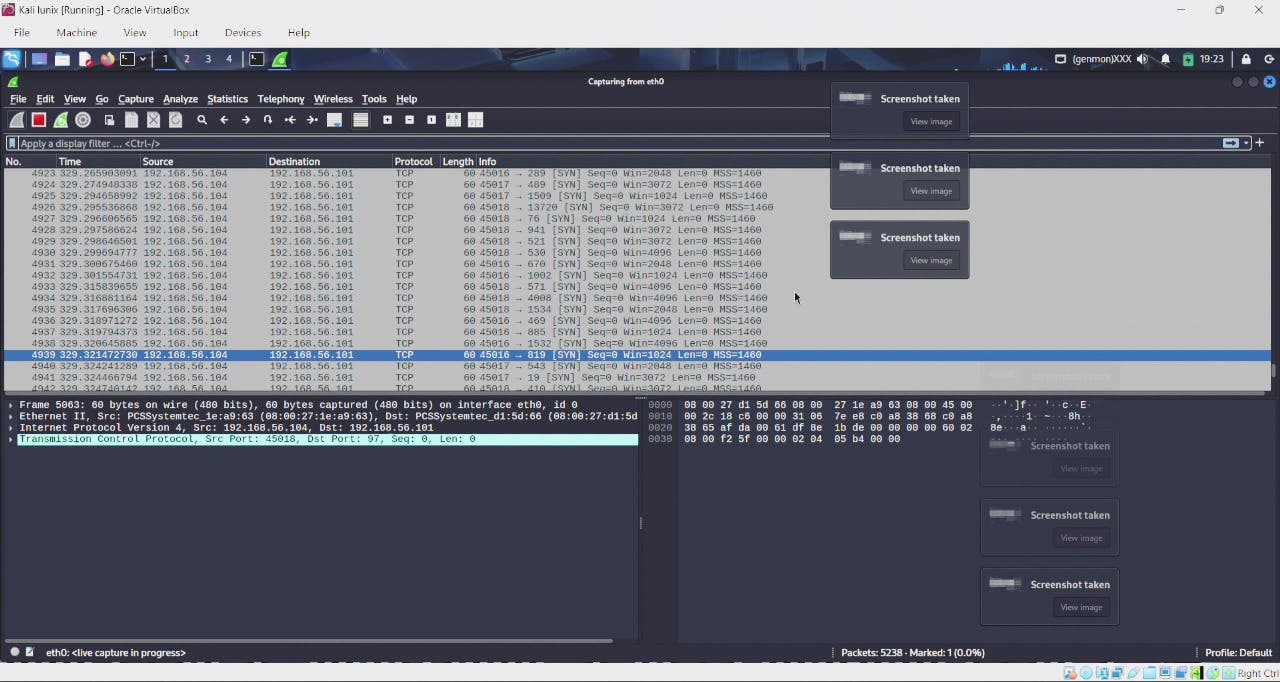 Kali lunix [Running] - Oracle VirtualBox
File Machine View Input Devices Help
1 2 3 4 (genmon)XXX 19:23
Capturing from eth0
File Edit View Go Capture Analyze Statistics Telephony Wireless Tools Help
Apply a display filter ... <Ctrl-/>
No. Time Source Destination Protocol Length Info
4923 329.265903091 192.168.56.104 192.168.56.101 TCP 60 45016 → 289 [SYN] Seq=0 Win=2048 Len=0 MSS=1460
4924 329.274948338 192.168.56.104 192.168.56.101 TCP 60 45017 → 489 [SYN] Seq=0 Win=3072 Len=0 MSS=1460
4925 329.294658992 192.168.56.104 192.168.56.101 TCP 60 45017 → 1509 [SYN] Seq=0 Win=1024 Len=0 MSS=1460
4926 329.295536868 192.168.56.104 192.168.56.101 TCP 60 45018 → 13720 [SYN] Seq=0 Win=3072 Len=0 MSS=1460
4927 329.296606565 192.168.56.104 192.168.56.101 TCP 60 45018 → 76 [SYN] Seq=0 Win=1024 Len=0 MSS=1460
4928 329.297586624 192.168.56.104 192.168.56.101 TCP 60 45018 → 941 [SYN] Seq=0 Win=3072 Len=0 MSS=1460
4929 329.298646501 192.168.56.104 192.168.56.101 TCP 60 45018 → 521 [SYN] Seq=0 Win=3072 Len=0 MSS=1460
4930 329.299694777 192.168.56.104 192.168.56.101 TCP 60 45018 → 530 [SYN] Seq=0 Win=4096 Len=0 MSS=1460
4931 329.300675460 192.168.56.104 192.168.56.101 TCP 60 45018 → 670 [SYN] Seq=0 Win=2048 Len=0 MSS=1460
4932 329.301554731 192.168.56.104 192.168.56.101 TCP 60 45016 → 1002 [SYN] Seq=0 Win=1024 Len=0 MSS=1460
4933 329.315839655 192.168.56.104 192.168.56.101 TCP 60 45018 → 571 [SYN] Seq=0 Win=4096 Len=0 MSS=1460
4934 329.316881164 192.168.56.104 192.168.56.101 TCP 60 45018 → 4008 [SYN] Seq=0 Win=4096 Len=0 MSS=1460
4935 329.317696306 192.168.56.104 192.168.56.101 TCP 60 45018 → 1534 [SYN] Seq=0 Win=2048 Len=0 MSS=1460
4936 329.318971272 192.168.56.104 192.168.56.101 TCP 60 45016 → 469 [SYN] Seq=0 Win=4096 Len=0 MSS=1460
4937 329.319794373 192.168.56.104 192.168.56.101 TCP 60 45016 → 885 [SYN] Seq=0 Win=1024 Len=0 MSS=1460
4938 329.320645885 192.168.56.104 192.168.56.101 TCP 60 45016 → 1532 [SYN] Seq=0 Win=4096 Len=0 MSS=1460
4939 329.321472730 192.168.56.104 192.168.56.101 TCP 60 45016 → 819 [SYN] Seq=0 Win=1024 Len=0 MSS=1460
4940 329.324241289 192.168.56.104 192.168.56.101 TCP 60 45017 → 543 [SYN] Seq=0 Win=2048 Len=0 MSS=1460
4941 329.324466794 192.168.56.104 192.168.56.101 TCP 60 45017 → 19 [SYN] Seq=0 Win=3072 Len=0 MSS=1460
4942 329.324740142 192.168.56.104 192.168.56.101 TCP 60 45018 → 410 [SYN] Seq=0 Win=2048 Len=0 MSS=1460
Screenshot taken
View image
Screenshot taken
View image
Screenshot taken
View image
Frame 5063: 60 bytes on wire (480 bits), 60 bytes captured (480 bits) on interface eth0, id 0
Ethernet II, Src: PCSSystemtec_1e:a9:63 (08:00:27:1e:a9:63), Dst: PCSSystemtec_d1:5d:66 (08:00:27:d1:5d
Internet Protocol Version 4, Src: 192.168.56.104, Dst: 192.168.56.101
Transmission Control Protocol, Src Port: 45018, Dst Port: 97, Seq: 0, Len: 0
0000 08 00 27 d1 5d 66 08 00 27 1e a9 63 08 00 45 00 ··'·]f·· '··c··E·
0010 00 2c 18 c6 00 00 31 06 7e e8 c0 a8 38 68 c0 a8 ·,····1· ~···8h··
0020 38 65 af da 00 61 df 8e 1b de 00 00 00 00 60 02 8e···a·· ······`·
0030 08 00 f2 5f 00 00 02 04 05 b4 00 00
Screenshot taken
Screenshot taken
View image
Screenshot taken
View image
Screenshot taken
View image
eth0: <live capture in progress> Packets: 5238 · Marked: 1 (0.0%) Profile: Default
Right Ctrl